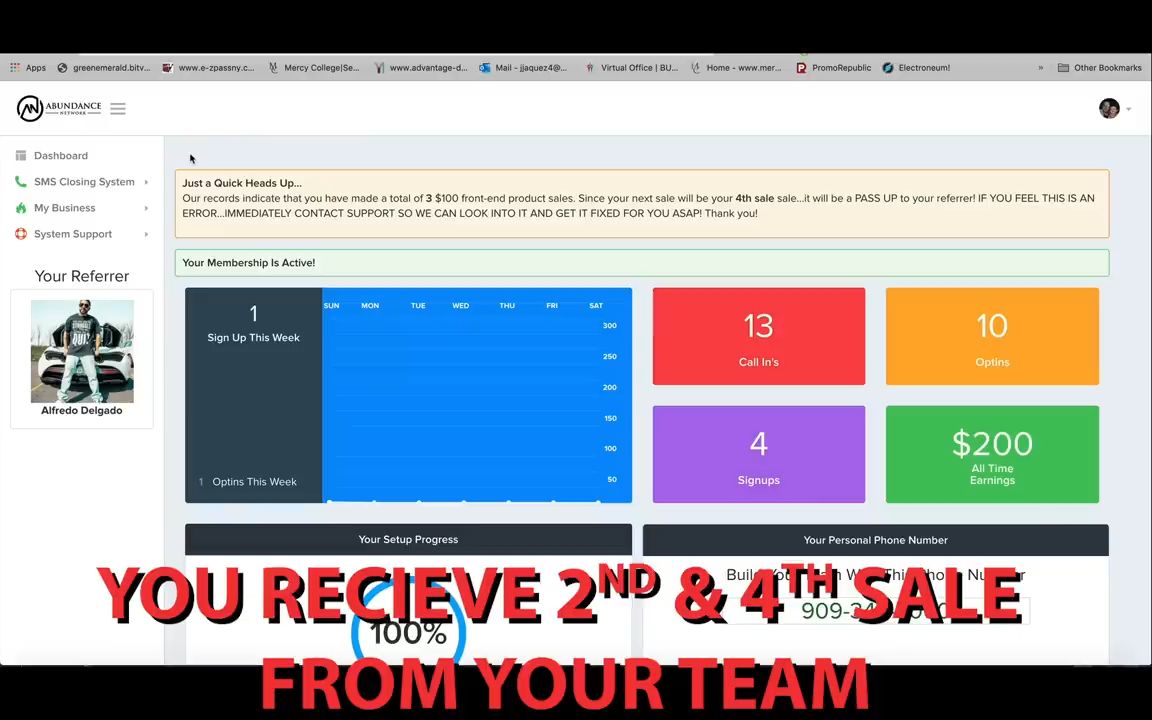 Apps greenemerald.bitv... www.e-zpassny.c... Mercy College|Se... www.advantage-d... Mail - jjaquez4@... Virtual Office | BU... Home - www.mer... PromoRepublic Electroneum! » Other Bookmarks
ABUNDANCE
NETWORK
Dashboard
SMS Closing System
My Business
System Support
Your Referrer
Alfredo Delgado
Just a Quick Heads Up...
Our records indicate that you have made a total of 3 $100 front-end product sales. Since your next sale will be your 4th sale sale...it will be a PASS UP to your referrer! IF YOU FEEL THIS IS AN
ERROR...IMMEDIATELY CONTACT SUPPORT SO WE CAN LOOK INTO IT AND GET IT FIXED FOR YOU ASAP! Thank you!
Your Membership Is Active!
1
Sign Up This Week
1 Optins This Week
SUN MON TUE WED THU FRI SAT
300
250
200
150
100
50
13
Call In's
10
Optins
4
Signups
$200
All Time
Earnings
Your Setup Progress
100%
Your Personal Phone Number
YOU RECIEVE 2ND & 4TH SALE
FROM YOUR TEAM